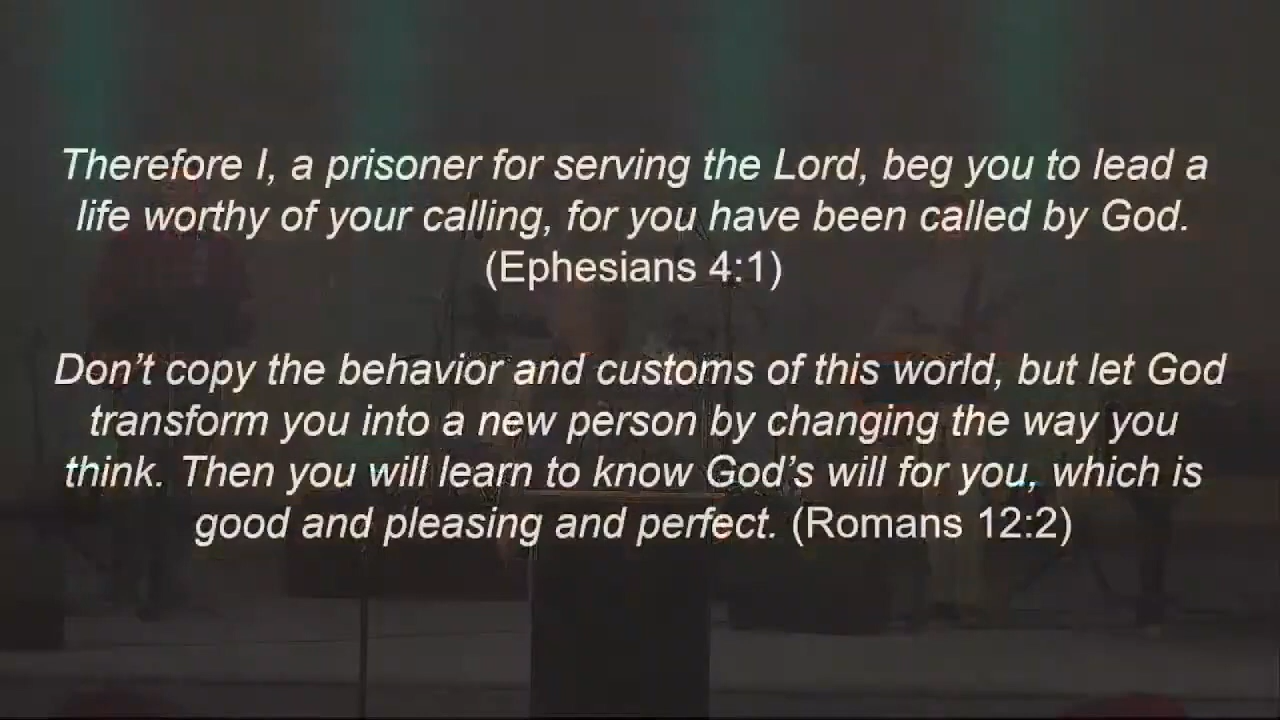 Therefore I, a prisoner for serving the Lord, beg you to lead a
life worthy of your calling, for you have been called by God.
(Ephesians 4:1)
Don’t copy the behavior and customs of this world, but let God
transform you into a new person by changing the way you
think. Then you will learn to know God’s will for you, which is
good and pleasing and perfect. (Romans 12:2)